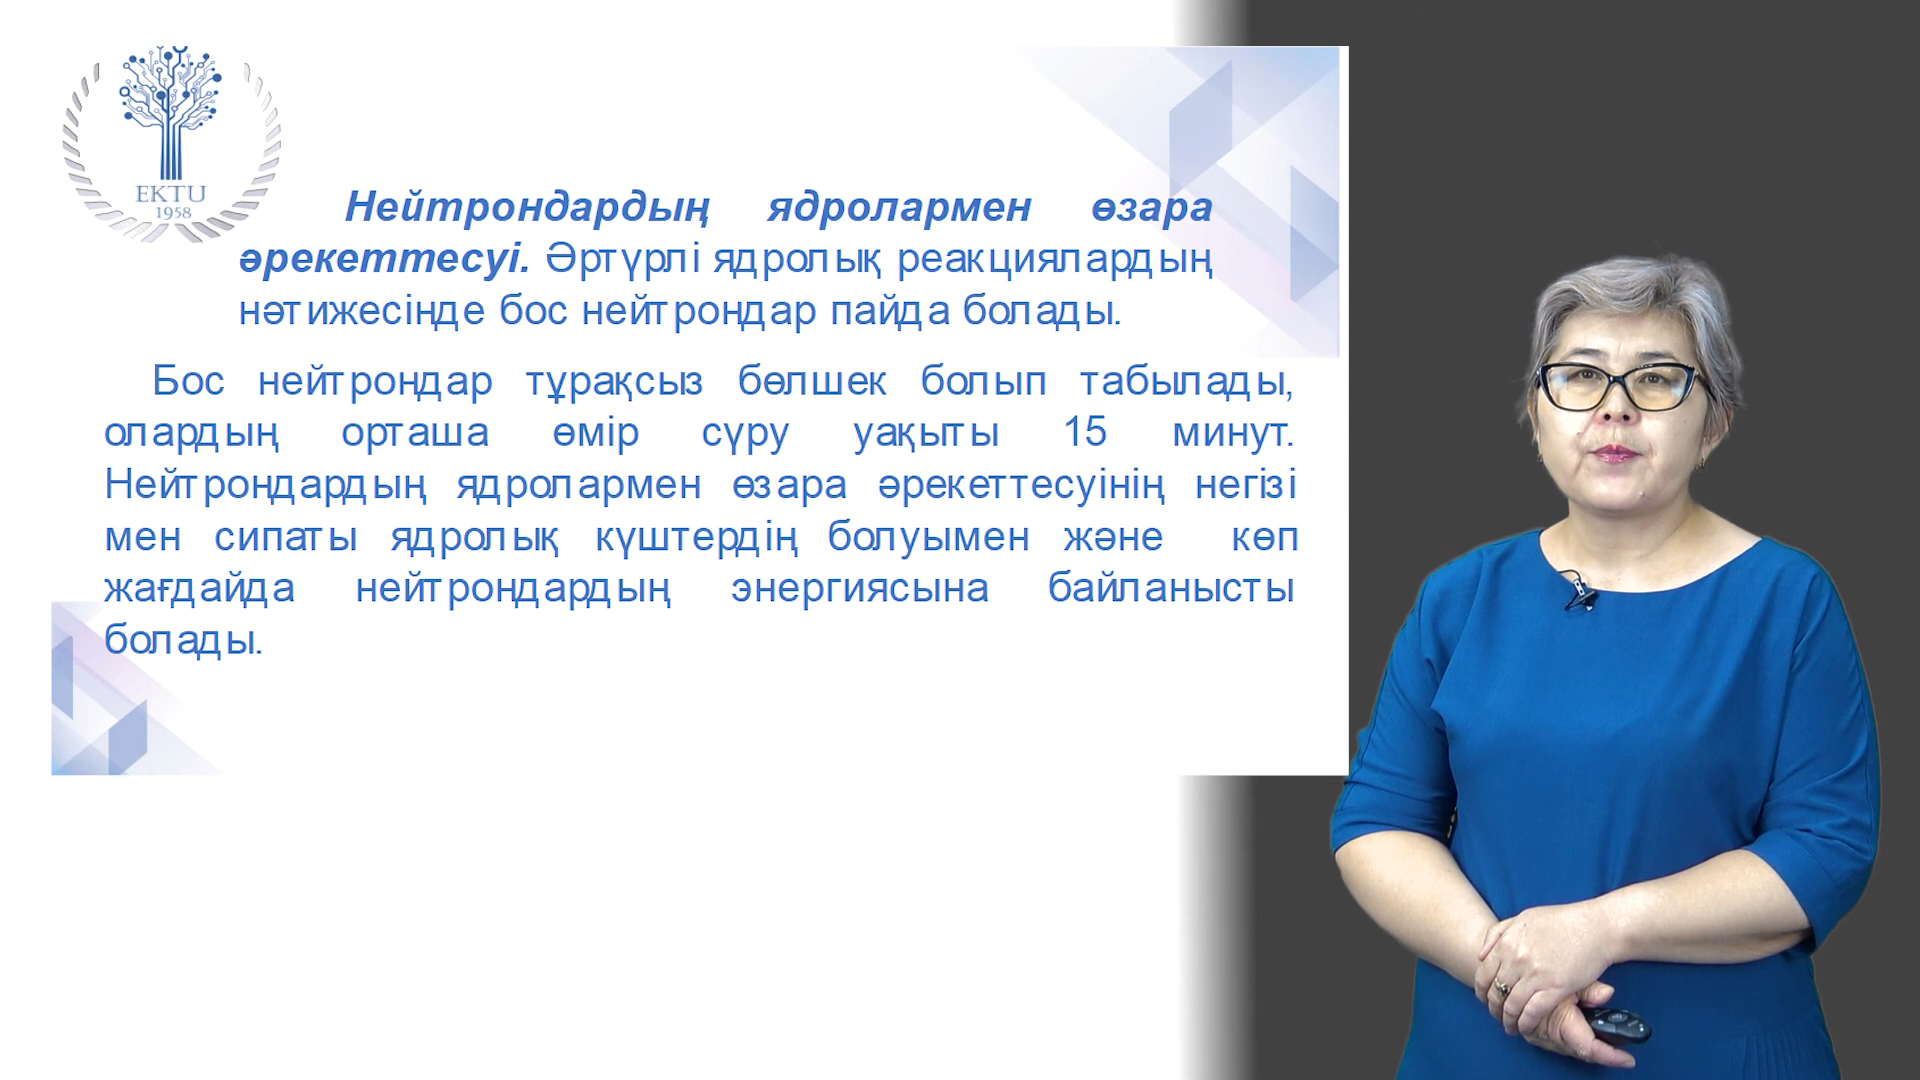 EKTU
1958
Нейтрондардың ядролармен өзара
әрекеттесуі. Әртүрлі ядролық реакциялардың
нәтижесінде бос нейтрондар пайда болады.
Бос нейтрондар тұрақсыз бөлшек болып табылады,
олардың орташа өмір сүру уақыты 15 минут.
Нейтрондардың ядролармен өзара әрекеттесуінің негізі
мен сипаты ядролық күштердің болуымен және көп
жағдайда нейтрондардың энергиясына байланысты
болады.